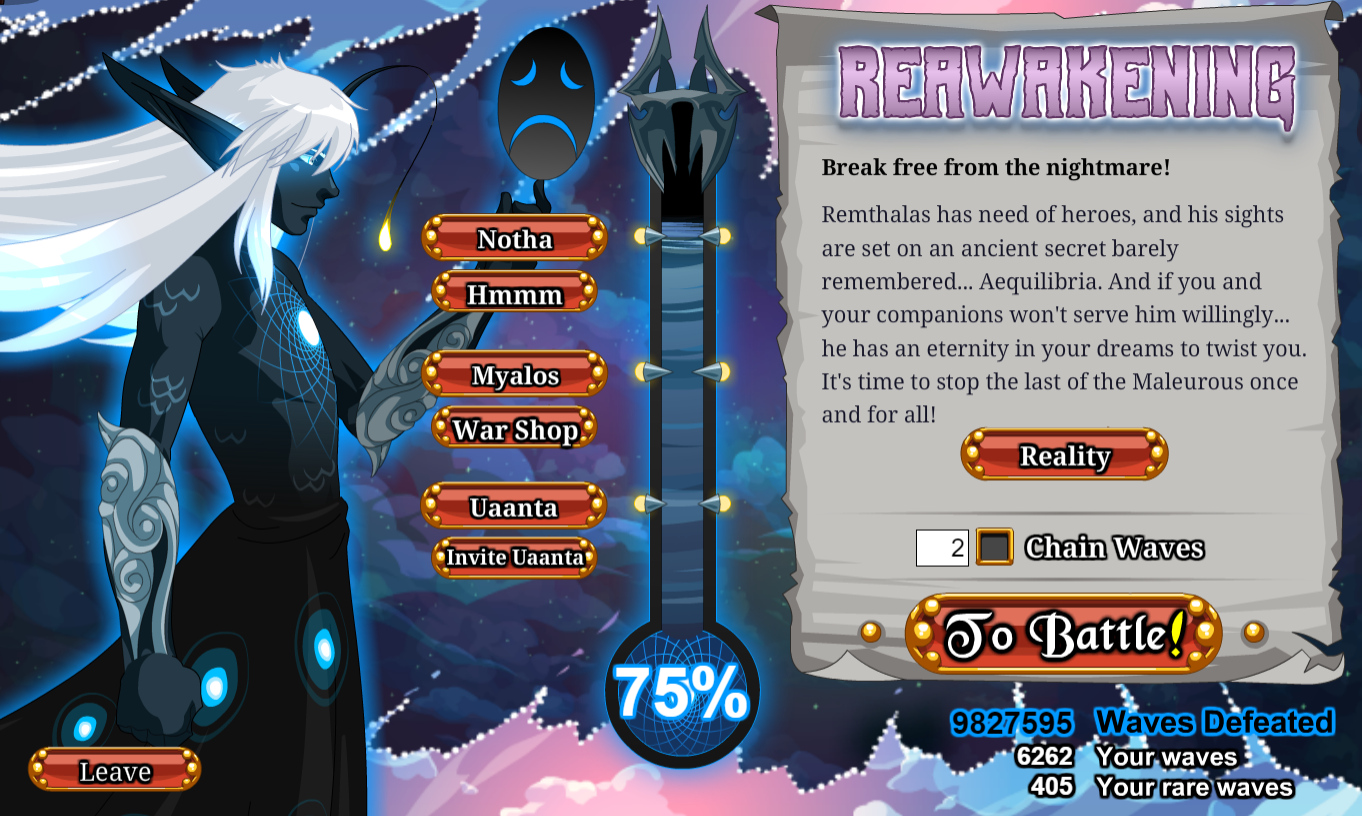 REAWAKENING
Break free from the nightmare!
Remthalas has need of heroes, and his sights
are set on an ancient secret barely
remembered... Aequilibria. And if you and
your companions won't serve him willingly...
he has an eternity in your dreams to twist you.
It's time to stop the last of the Maleurous once
and for all!
Reality
2 Chain Waves
To Battle!
Notha
Hmmm
Myalos
War Shop
Uaanta
Invite Uaanta
75%
9827595 Waves Defeated
6262 Your waves
405 Your rare waves
Leave